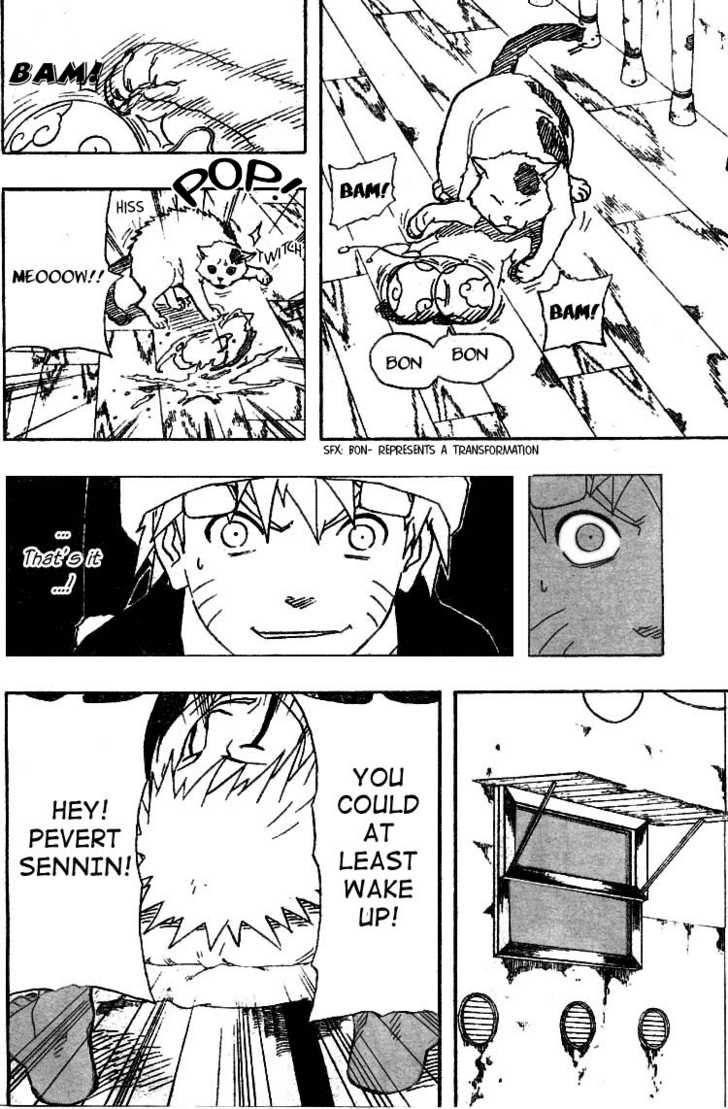 BAM!
BAM!
BAM!
BON
BON
SFX: BON- REPRESENTS A TRANSFORMATION
POP!
HISS
TWITCH
MEOOOW!!
...
That's it
...!
YOU
COULD
AT
LEAST
WAKE
UP!
HEY!
PEVERT
SENNIN!